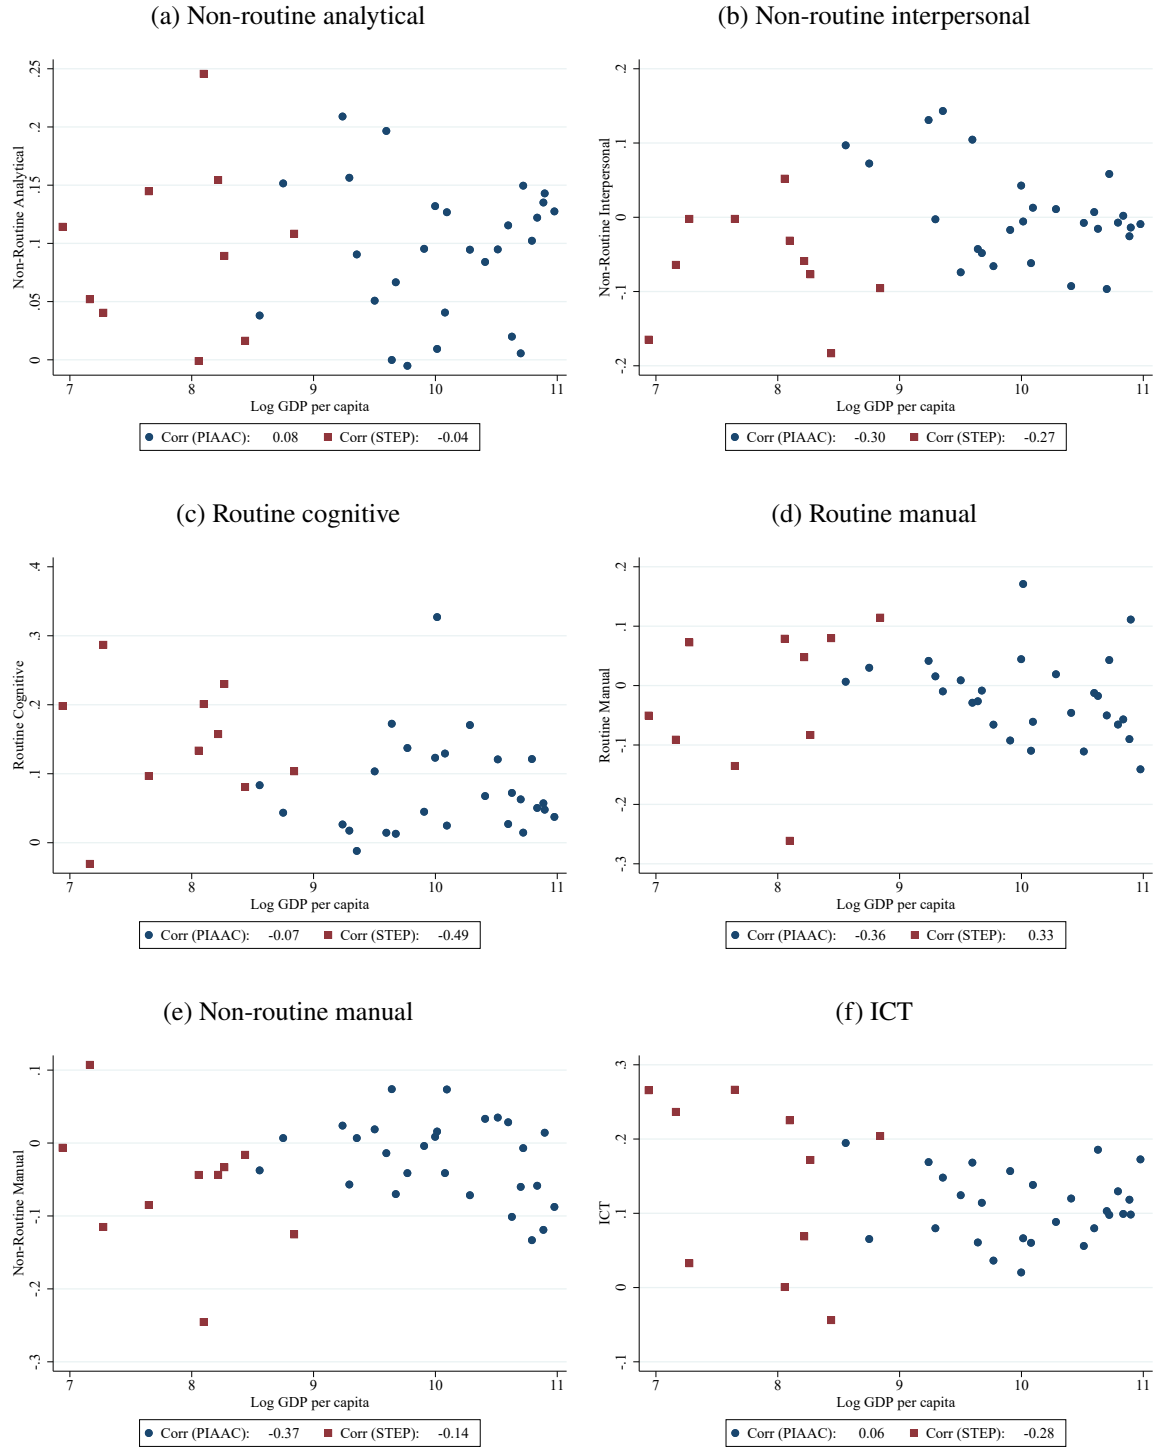 (a) Non-routine analytical
Non-Routine Analytical
.25
.2
.15
.1
.05
0
7 8 9 10 11
Log GDP per capita
Corr (PIAAC): 0.08 Corr (STEP): -0.04
(b) Non-routine interpersonal
Non-Routine Interpersonal
.2
.1
0
-.1
-.2
7 8 9 10 11
Log GDP per capita
Corr (PIAAC): -0.30 Corr (STEP): -0.27
(c) Routine cognitive
Routine Cognitive
.4
.3
.2
.1
0
7 8 9 10 11
Log GDP per capita
Corr (PIAAC): -0.07 Corr (STEP): -0.49
(d) Routine manual
Routine Manual
.2
.1
0
-.1
-.2
-.3
7 8 9 10 11
Log GDP per capita
Corr (PIAAC): -0.36 Corr (STEP): 0.33
(e) Non-routine manual
Non-Routine Manual
.1
0
-.1
-.2
-.3
7 8 9 10 11
Log GDP per capita
Corr (PIAAC): -0.37 Corr (STEP): -0.14
(f) ICT
ICT
.3
.2
.1
0
-.1
7 8 9 10 11
Log GDP per capita
Corr (PIAAC): 0.06 Corr (STEP): -0.28